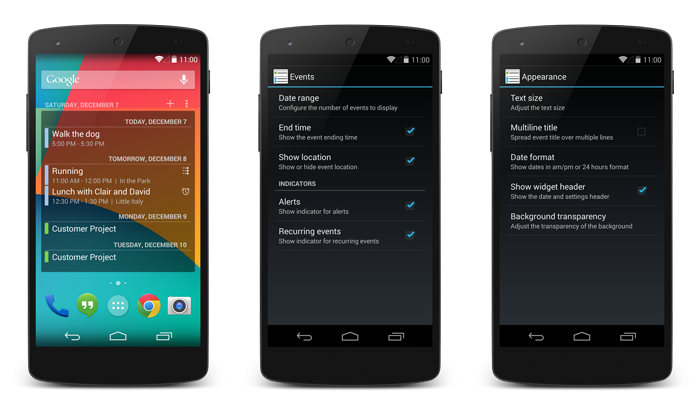 11:00
Google
SATURDAY, DECEMBER 7
TODAY, DECEMBER 7
Walk the dog
5:00 PM - 5:30 PM
TOMORROW, DECEMBER 8
Running
11:00 AM - 12:00 PM | In the Park
Lunch with Clair and David
12:30 PM - 1:30 PM | Little Italy
MONDAY, DECEMBER 9
Customer Project
TUESDAY, DECEMBER 10
Customer Project
11:00
Events
Date range
Configure the number of events to display
End time
Show the event ending time
Show location
Show or hide event location
INDICATORS
Alerts
Show indicator for alerts
Recurring events
Show indicator for recurring events
11:00
Appearance
Text size
Adjust the text size
Multiline title
Spread event title over multiple lines
Date format
Show dates in am/pm or 24 hours format
Show widget header
Show the date and settings header
Background transparency
Adjust the transparency of the background